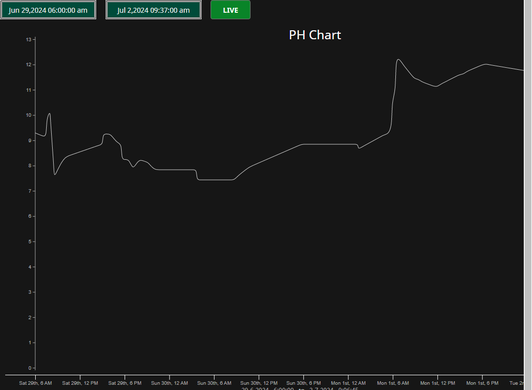 Jun 29,2024 06:00:00 am
Jul 2,2024 09:37:00 am
LIVE
PH Chart
13
12
11
10
9
8
7
6
5
4
3
2
1
0
Sat 29th, 6 AM
Sat 29th, 12 PM
Sat 29th, 6 PM
Sun 30th, 12 AM
Sun 30th, 6 AM
Sun 30th, 12 PM
Sun 30th, 6 PM
Mon 1st, 12 AM
Mon 1st, 6 AM
Mon 1st, 12 PM
Mon 1st, 6 PM
Tue 2